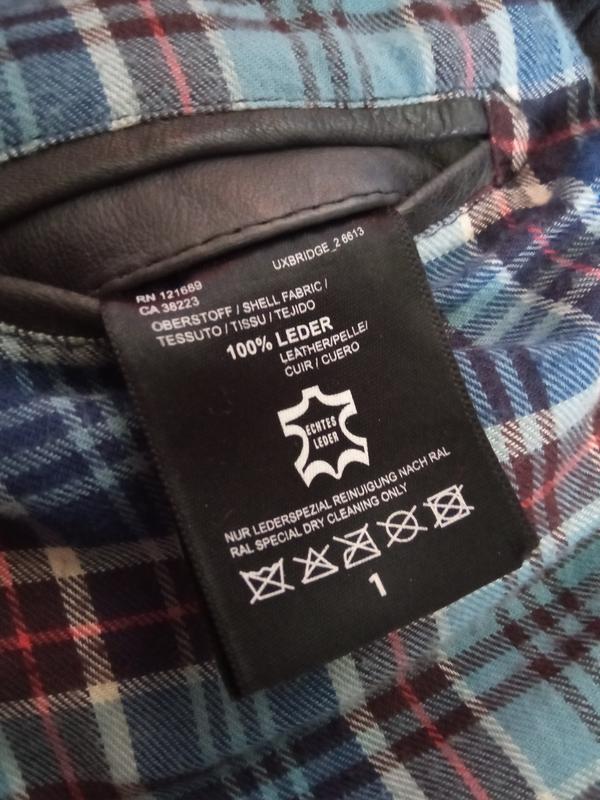 UXBRIDGE_2 6613
RN 121689
CA 38223
OBERSTOFF / SHELL FABRIC /
TESSUTO / TISSU / TEJIDO
100% LEDER
LEATHER/PELLE/
CUIR / CUERO
ECHTES
LEDER
NUR LEDERSPEZIAL REINUIGUNG NACH RAL
RAL SPECIAL DRY CLEANING ONLY
1